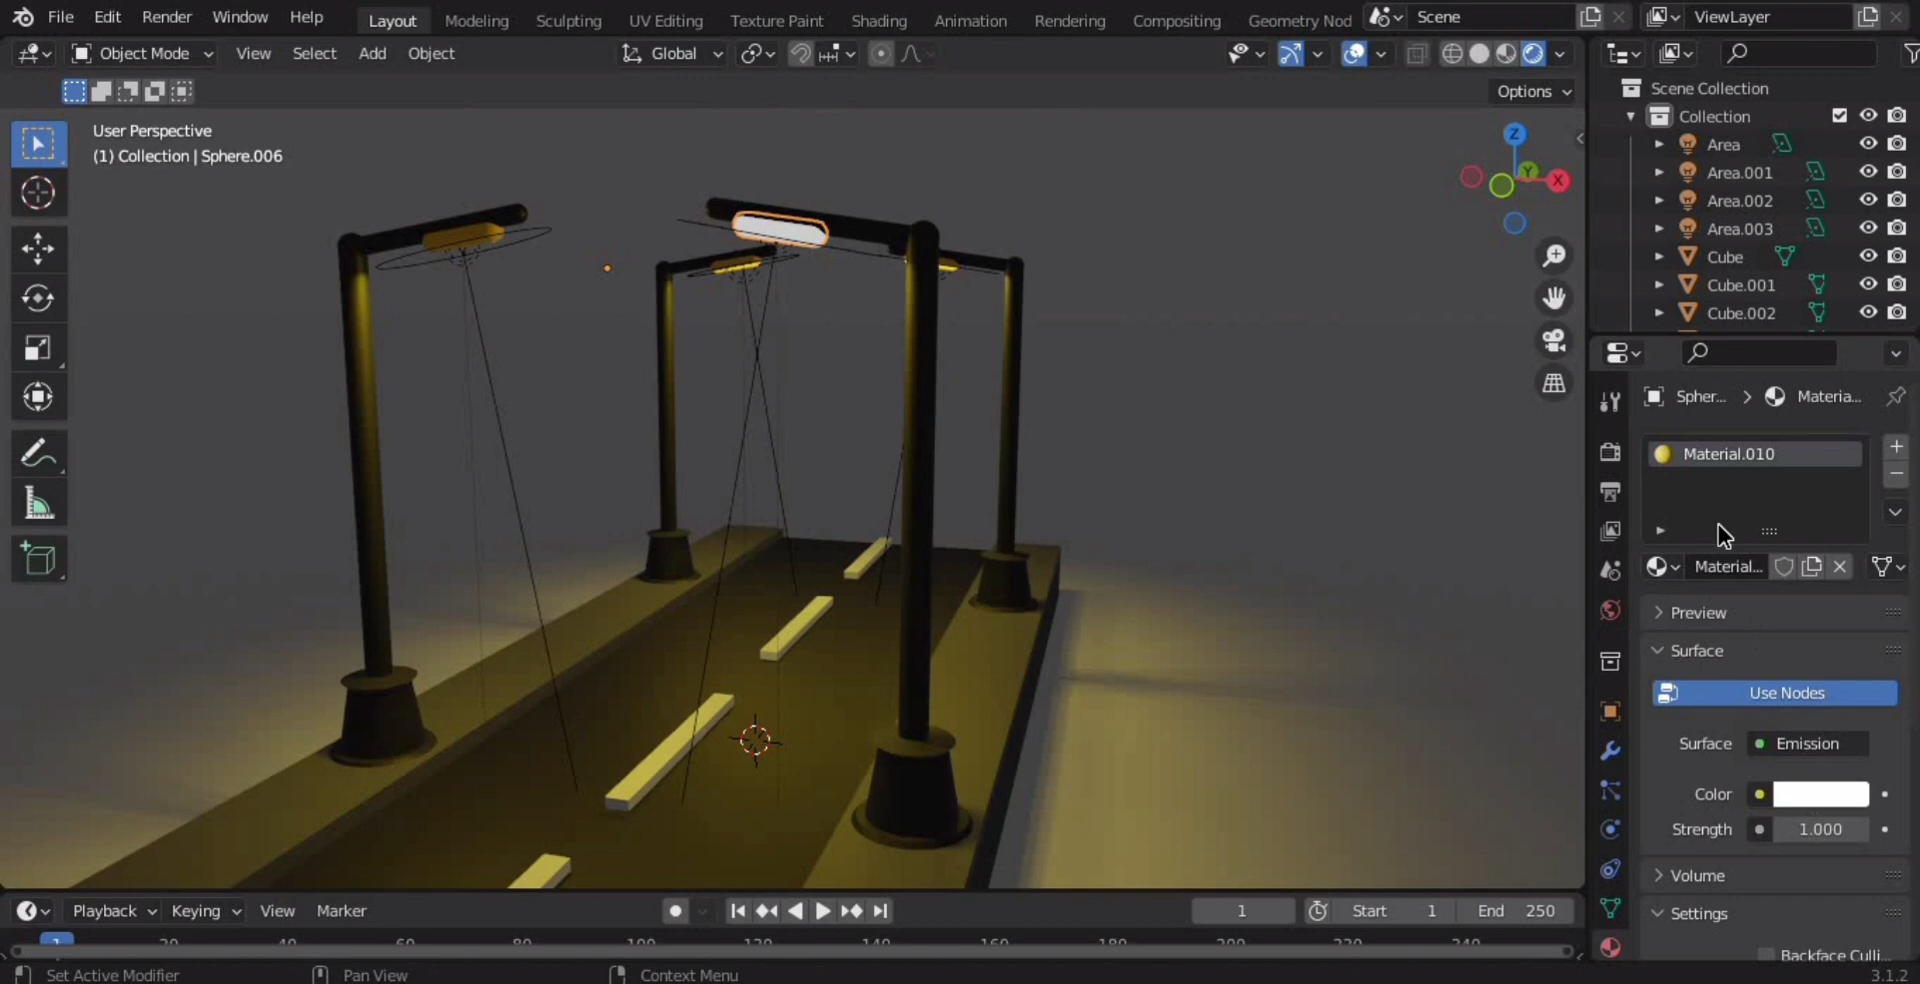 File Edit Render Window Help Layout Modeling Sculpting UV Editing Texture Paint Shading Animation Rendering Compositing Geometry Nod Scene ViewLayer
Object Mode View Select Add Object Global
Options
User Perspective
(1) Collection | Sphere.006
Z
Y
X
Scene Collection
Collection
Area
Area.001
Area.002
Area.003
Cube
Cube.001
Cube.002
Spher... > Materia...
Material.010
Material...
Preview
Surface
Use Nodes
Surface Emission
Color
Strength 1.000
Volume
Settings
Backface Culli...
Playback Keying View Marker 1 Start 1 End 250
1 20 40 60 80 100 120 140 160 180 200 220 240
Set Active Modifier Pan View Context Menu 3.1.2